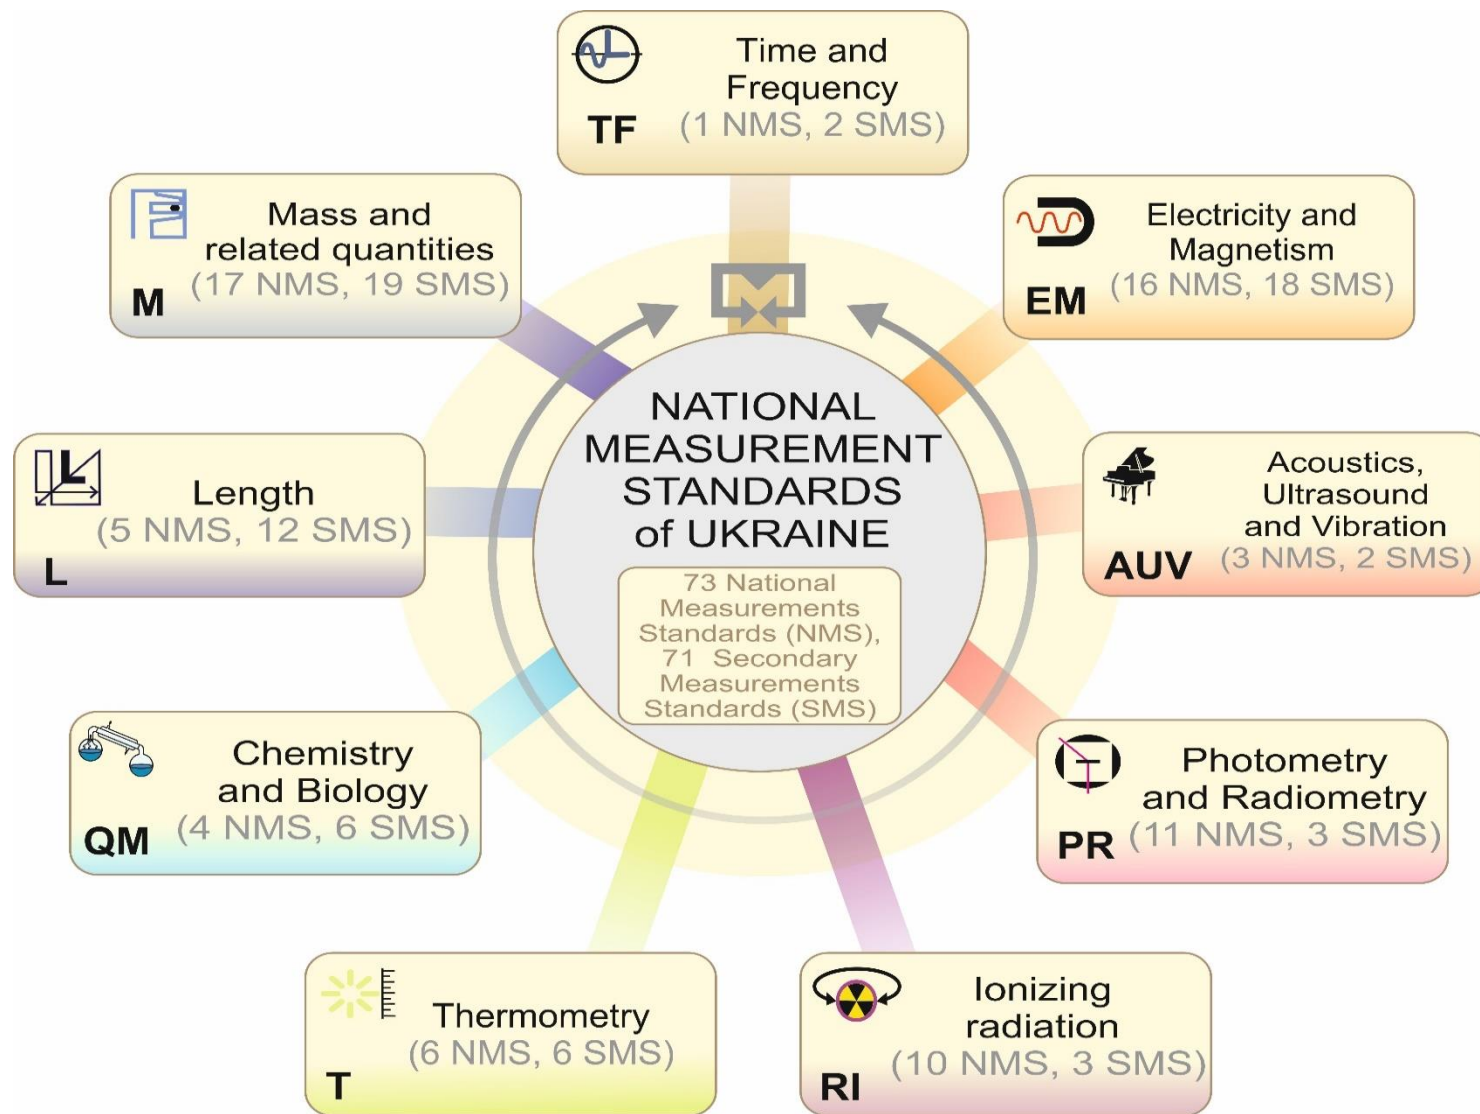 Time and
Frequency
(1 NMS, 2 SMS)
TF
Mass and
related quantities
(17 NMS, 19 SMS)
M
Electricity and
Magnetism
(16 NMS, 18 SMS)
EM
NATIONAL
MEASUREMENT
STANDARDS
of UKRAINE
73 National
Measurements
Standards (NMS),
71 Secondary
Measurements
Standards (SMS)
L
Length
(5 NMS, 12 SMS)
L
Acoustics,
Ultrasound
and Vibration
(3 NMS, 2 SMS)
AUV
Chemistry
and Biology
(4 NMS, 6 SMS)
QM
Photometry
and Radiometry
(11 NMS, 3 SMS)
PR
Thermometry
(6 NMS, 6 SMS)
T
Ionizing
radiation
(10 NMS, 3 SMS)
RI